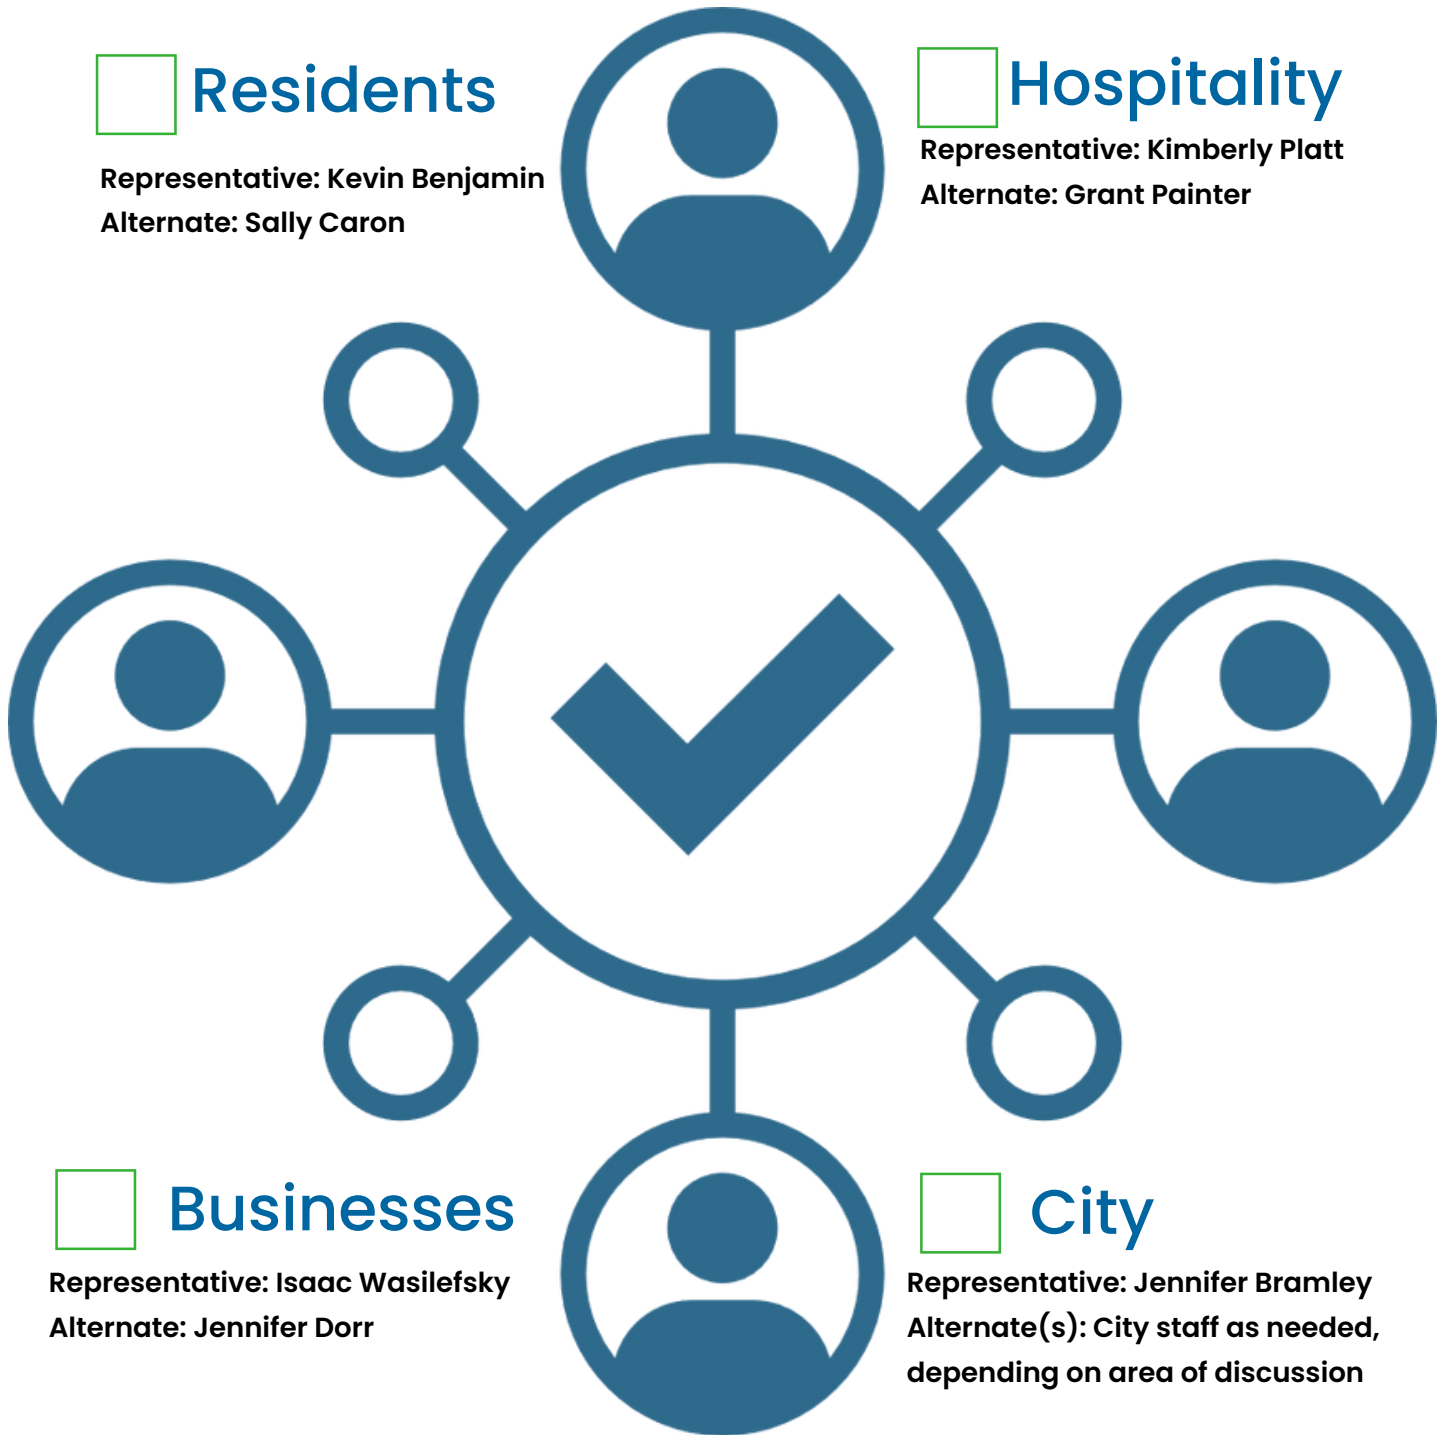 Residents
Representative: Kevin Benjamin
Alternate: Sally Caron
Hospitality
Representative: Kimberly Platt
Alternate: Grant Painter
Businesses
Representative: Isaac Wasilefsky
Alternate: Jennifer Dorr
City
Representative: Jennifer Bramley
Alternate(s): City staff as needed,
depending on area of discussion